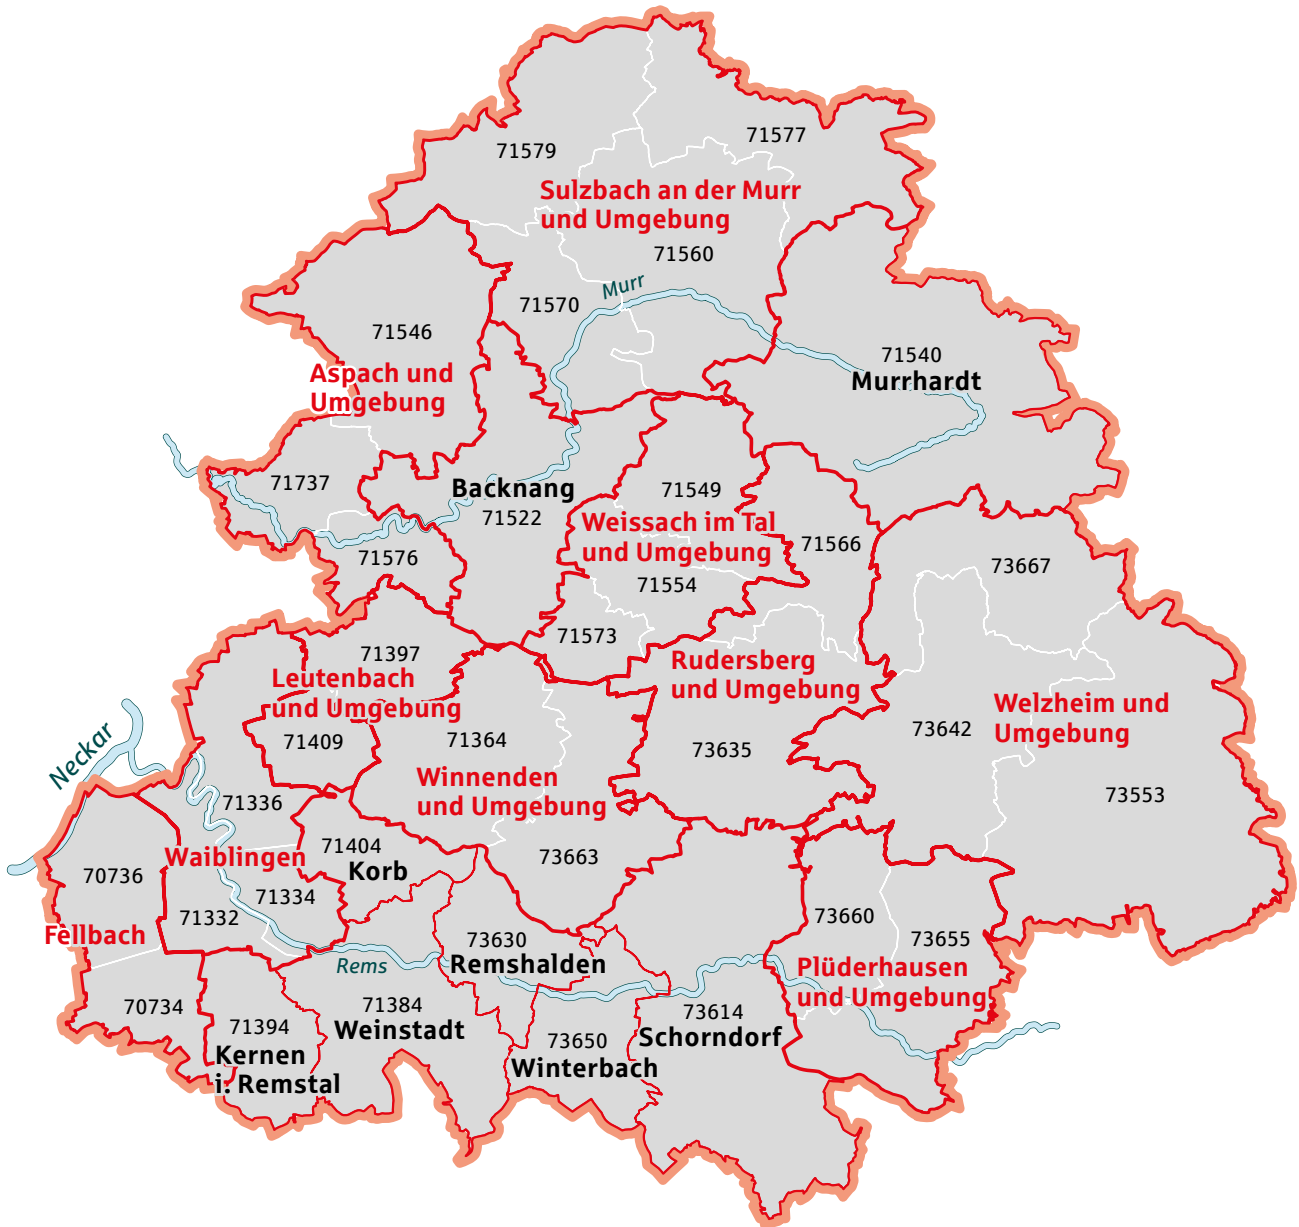 71577
71579
Sulzbach an der Murr
und Umgebung
71560
Murr
71570
71546
71540
Murrhardt
Aspach und
Umgebung
71737
Backnang
71522
71549
Weissach im Tal
und Umgebung
71566
71576
71554
73667
71573
71397
Leutenbach
und Umgebung
Rudersberg
und Umgebung
Welzheim und
Umgebung
Neckar
71409
71364
73635
73642
Winnenden
und Umgebung
73553
71336
71404
Korb
Waiblingen
73663
70736
71334
71332
73660
Fellbach
73630
Remshalden
73655
Rems
Plüderhausen
und Umgebung
70734
71394
Kernen
i. Remstal
71384
Weinstadt
73614
Schorndorf
73650
Winterbach